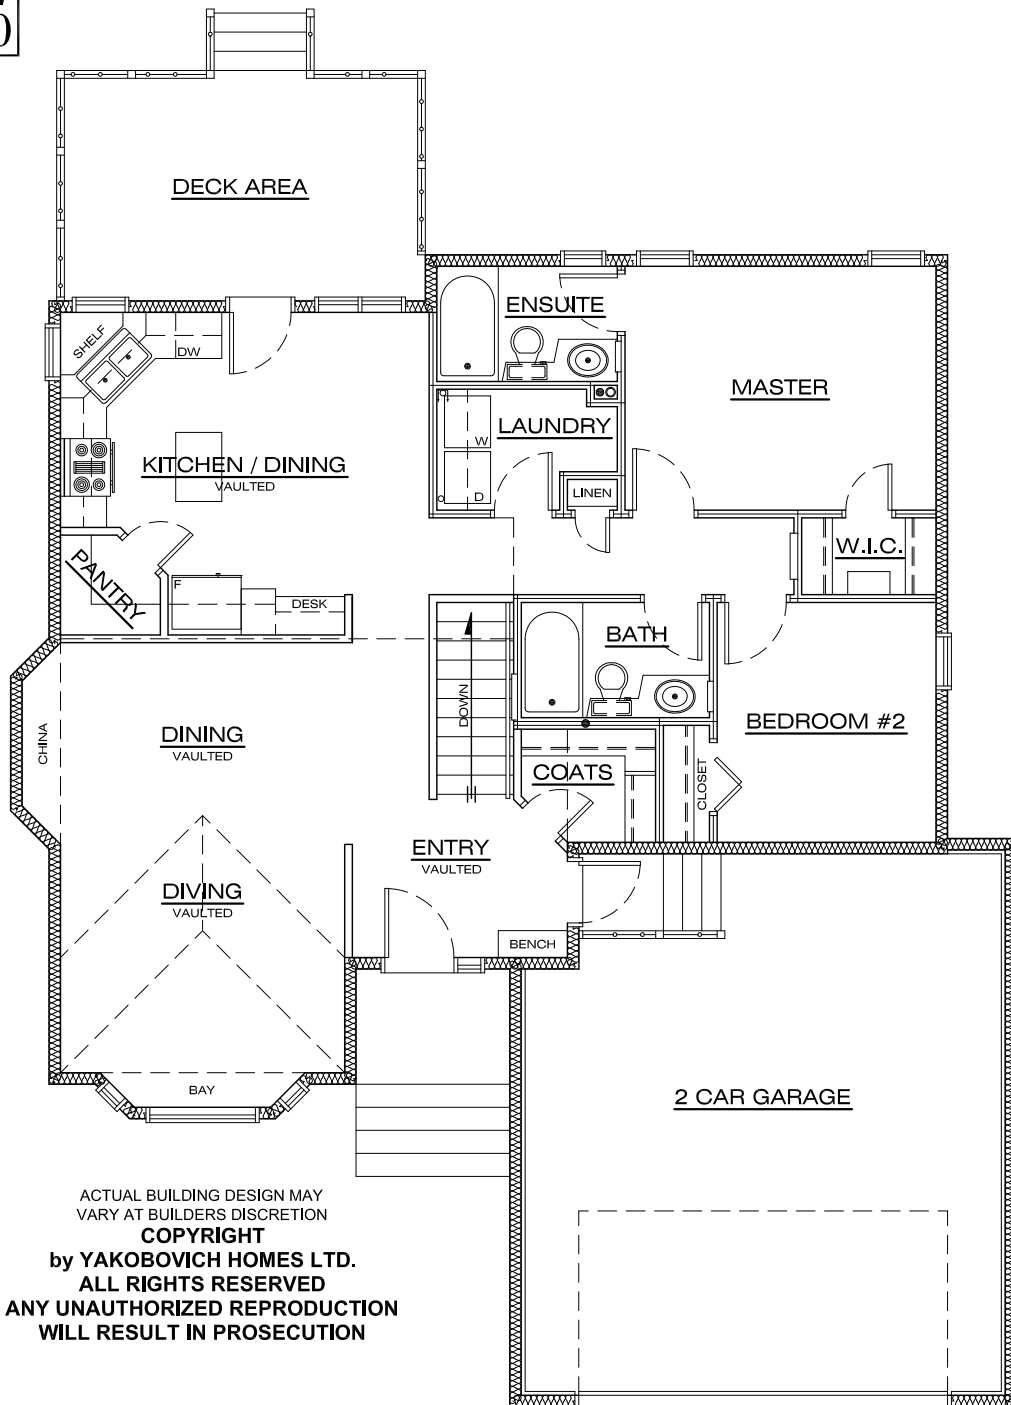 DECK AREA
ENSUITE
SHELF
DW
MASTER
LAUNDRY
W
KITCHEN / DINING
VAULTED
D
LINEN
W.I.C.
PANTRY
F
DESK
BATH
DOWN
CHINA
DINING
VAULTED
BEDROOM #2
COATS
CLOSET
ENTRY
VAULTED
DIVING
VAULTED
BENCH
BAY
2 CAR GARAGE
ACTUAL BUILDING DESIGN MAY
VARY AT BUILDERS DISCRETION
COPYRIGHT
by YAKOBOVICH HOMES LTD.
ALL RIGHTS RESERVED
ANY UNAUTHORIZED REPRODUCTION
WILL RESULT IN PROSECUTION